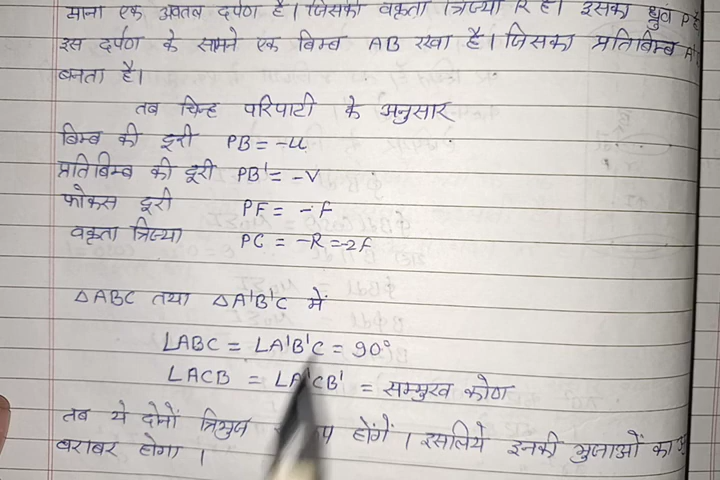 माना एक अवतल दर्पण है। जिसकी वक्रता त्रिज्या R है। इसका ध्रुव P है
इस दर्पण के सामने एक बिम्ब AB रखा है। जिसका प्रतिबिम्ब A'
बनता है।
तब चिन्ह परिपाटी के अनुसार
बिम्ब की दूरी PB = -u
प्रतिबिम्ब की दूरी PB' = -V
फोकस दूरी PF = -F
वक्रता त्रिज्या PC = -R = -2F
△ABC तथा △A'B'C में
∠ABC = ∠A'B'C = 90°
∠ACB = ∠A'CB' = सम्मुख कोण
तब ये दोनों त्रिभुज होंगें। इसलिये इनकी भुजाओं का
बराबर होगा।